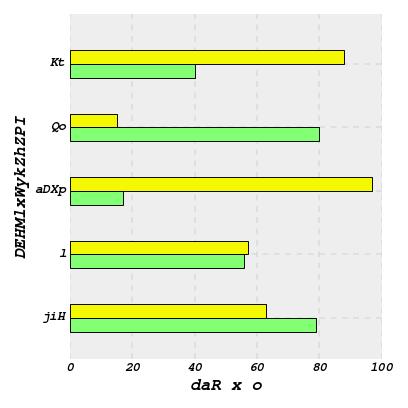 Kt
Qo
aDXp
l
jiH
0 20 40 60 80 100
daR x o
DEHMlxWykZhZPI